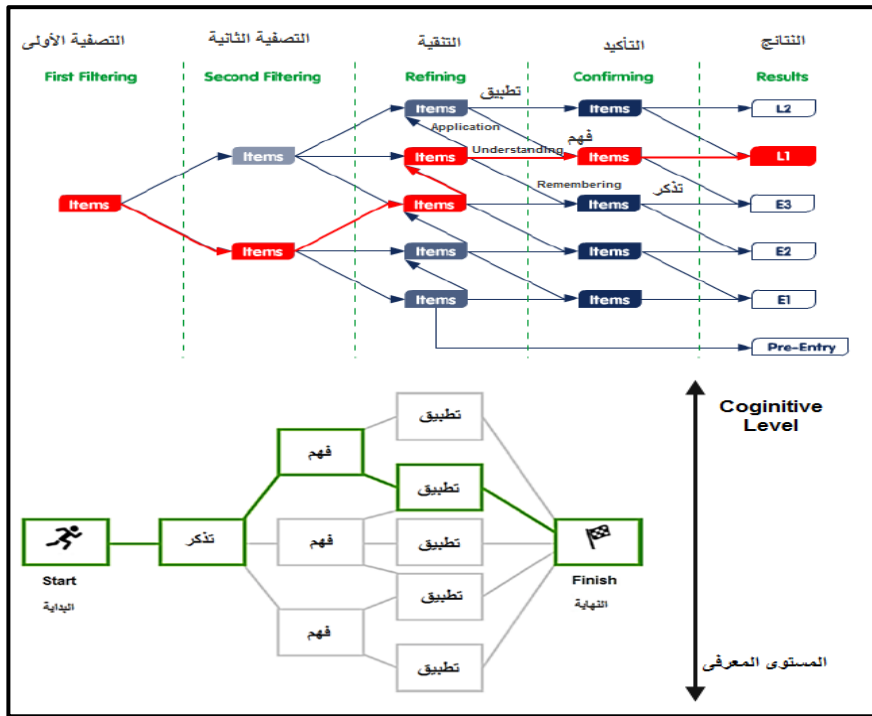 التصفية الأولى
التصفية الثانية
التنقية
التأكيد
النتائج
First Filtering
Second Filtering
Refining
Confirming
Results
تطبيق
Items
Items
L2
Application
فهم
Items
Items
Understanding
Items
L1
Remembering
تذكر
Items
Items
Items
E3
Items
Items
Items
E2
Items
Items
E1
Pre-Entry
Coginitive
Level
تطبيق
فهم
تطبيق
تذكر
فهم
تطبيق
Start
البداية
Finish
النهاية
تطبيق
فهم
تطبيق
المستوى المعرفى